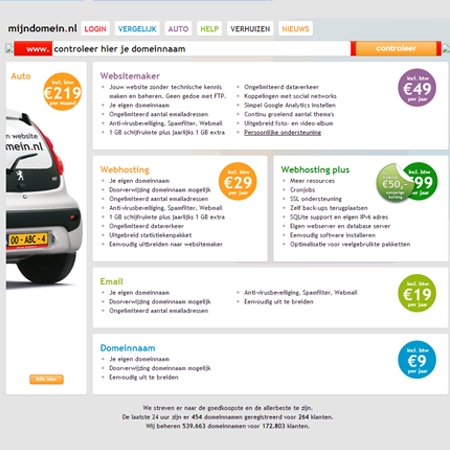 mijndomein.nl LOGIN VERGELIJK AUTO HELP VERHUIZEN NIEUWS
www. controleer hier je domeinnaam controleer
Auto
incl. btw
€219
per maand
website
mein.nl
00-ABC-4
klik hier
Websitemaker
Jouw website zonder technische kennis
maken en beheren. Geen gedoe met FTP.
Je eigen domeinnaam
Ongelimiteerd aantal emailadressen
Anti-virusbeveiliging, Spamfilter, Webmail
1 GB schijfruimte plus jaarlijks 1 GB extra
Ongelimiteerd dataverkeer
Koppelingen met social networks
Simpel Google Analytics instellen
Continu groeiend aantal thema's
Uitgebreid foto- en video album
Persoonlijke ondersteuning
incl. btw
€49
per jaar
Webhosting
Je eigen domeinnaam
Doorverwijzing domeinnaam mogelijk
Ongelimiteerd aantal emailadressen
Anti-virusbeveiliging, Spamfilter, Webmail
1 GB schijfruimte plus jaarlijks 1 GB extra
Ongelimiteerd dataverkeer
Uitgebreid statistiekenpakket
Eenvoudig uitbreiden naar websitemaker
incl. btw
€29
per jaar
Webhosting plus
Meer resources
Cronjobs
SSL ondersteuning
Zelf back-ups terugplaatsen
SQLite support en eigen IPv6 adres
Eigen webserver en database server
Eenvoudig software installeren
Optimalisatie voor veelgebruikte pakketten
€50,-
incl. btw
99
per jaar
Email
Je eigen domeinnaam
Doorverwijzing domeinnaam mogelijk
Ongelimiteerd aantal emailadressen
Anti-virusbeveiliging, Spamfilter, Webmail
Eenvoudig uit te breiden
incl. btw
€19
per jaar
Domeinnaam
Je eigen domeinnaam
Doorverwijzing domeinnaam mogelijk
Eenvoudig uit te breiden
incl. btw
€9
per jaar
We streven er naar de goedkoopste en de allerbeste te zijn.
De laatste 24 uur zijn er 454 domeinnamen geregistreerd voor 264 klanten.
Wij beheren 539.663 domeinnamen voor 172.803 klanten.